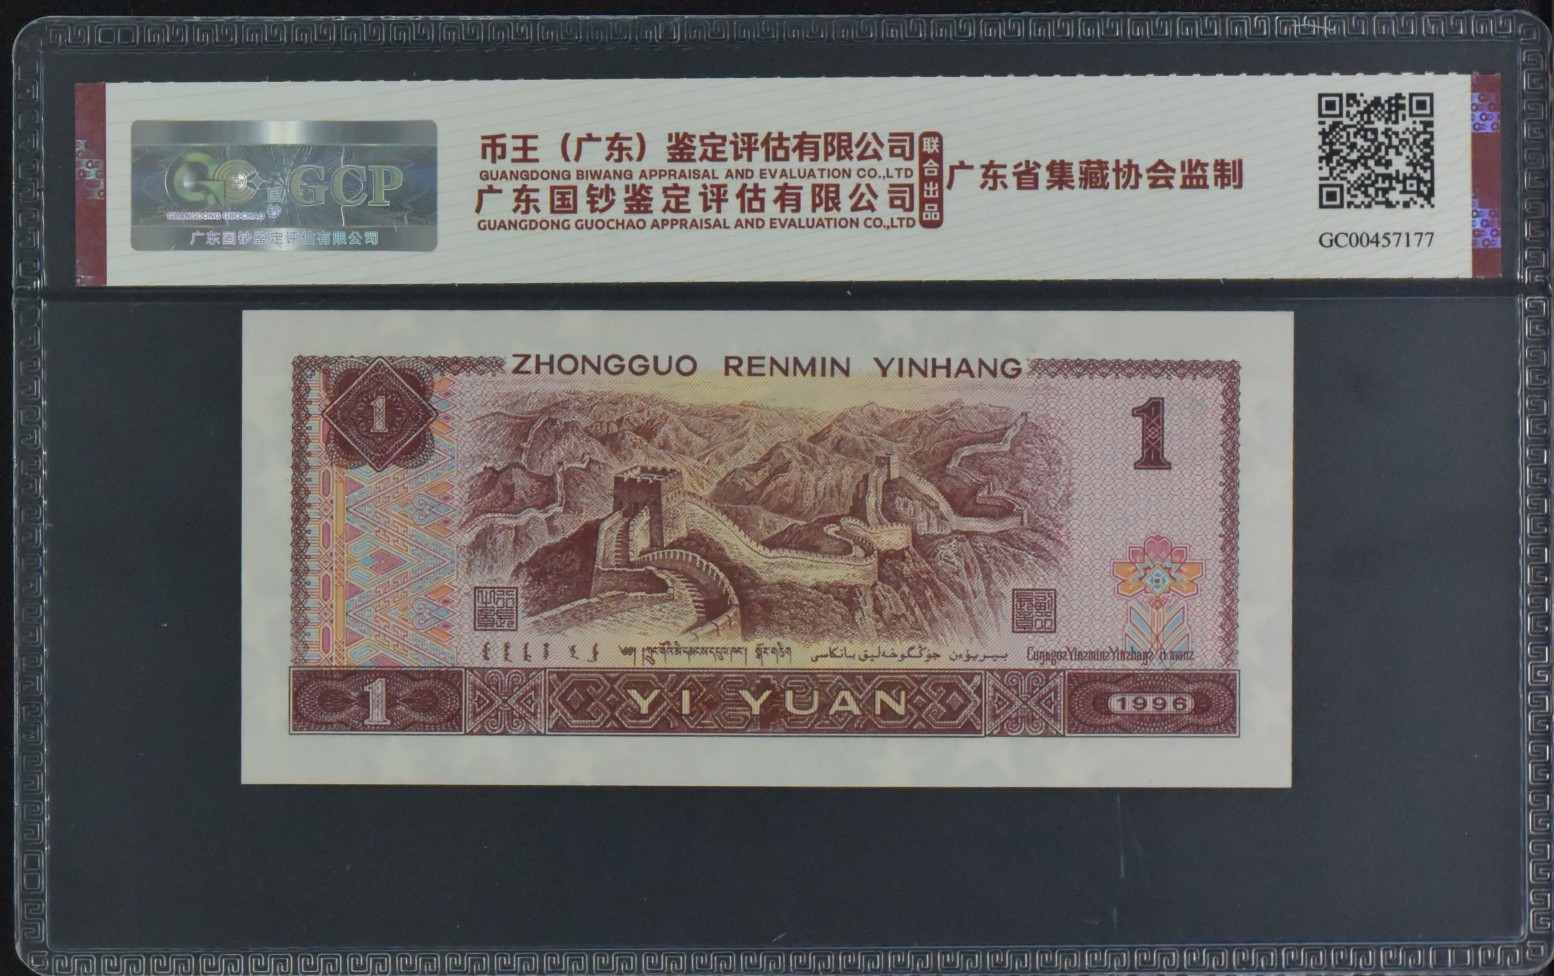 GCP
GUANGDONG GUOCHAO
国钞
广东国钞鉴定评估有限公司
币王（广东）鉴定评估有限公司
GUANGDONG BIWANG APPRAISAL AND EVALUATION CO.,LTD
广东国钞鉴定评估有限公司
GUANGDONG GUOCHAO APPRAISAL AND EVALUATION CO.,LTD
联合出品
广东省集藏协会监制
GC00457177
ZHONGGUO RENMIN YINHANG
1
1
1
YI YUAN
1996